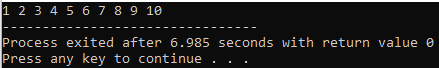 1 2 3 4 5 6 7 8 9 10
--------------------------------
Process exited after 6.985 seconds with return value 0
Press any key to continue . . .